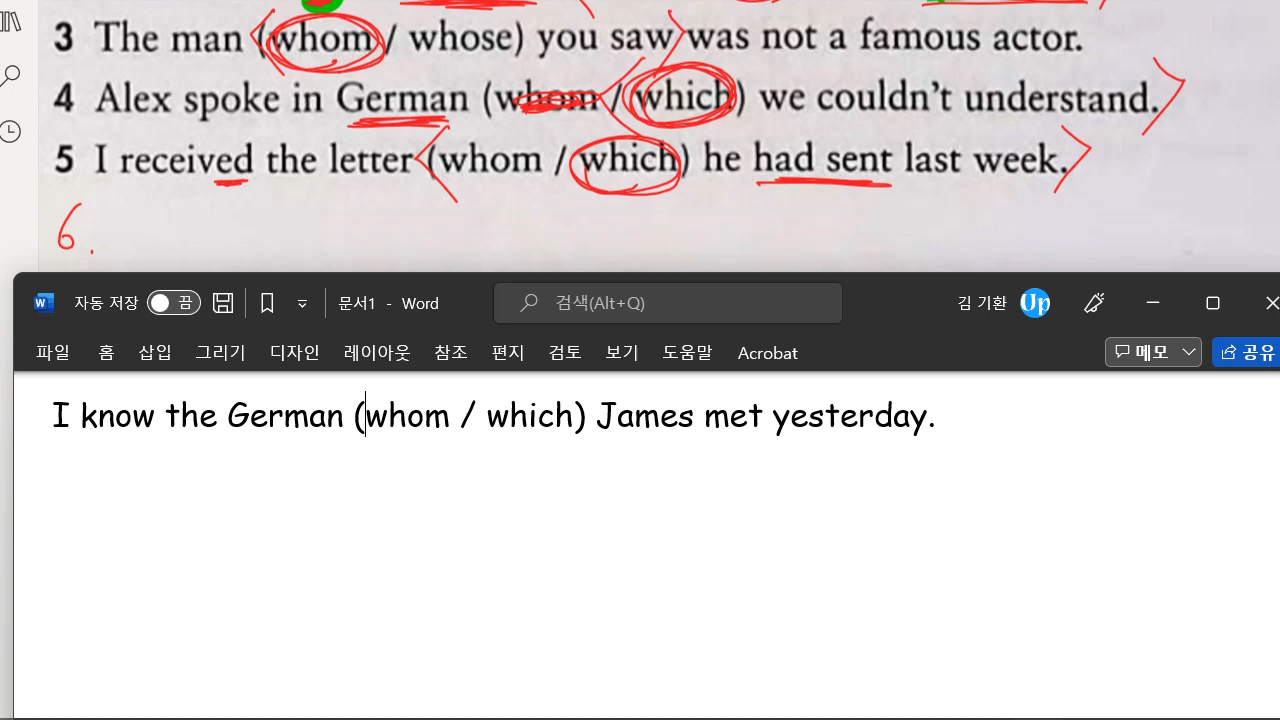 3 The man (whom / whose) you saw was not a famous actor.
4 Alex spoke in German (whom / which) we couldn't understand.
5 I received the letter (whom / which) he had sent last week.
6.
자동 저장 끔 문서1 - Word 검색(Alt+Q) 김 기환 Up
파일 홈 삽입 그리기 디자인 레이아웃 참조 편지 검토 보기 도움말 Acrobat 메모 공유
I know the German (whom / which) James met yesterday.